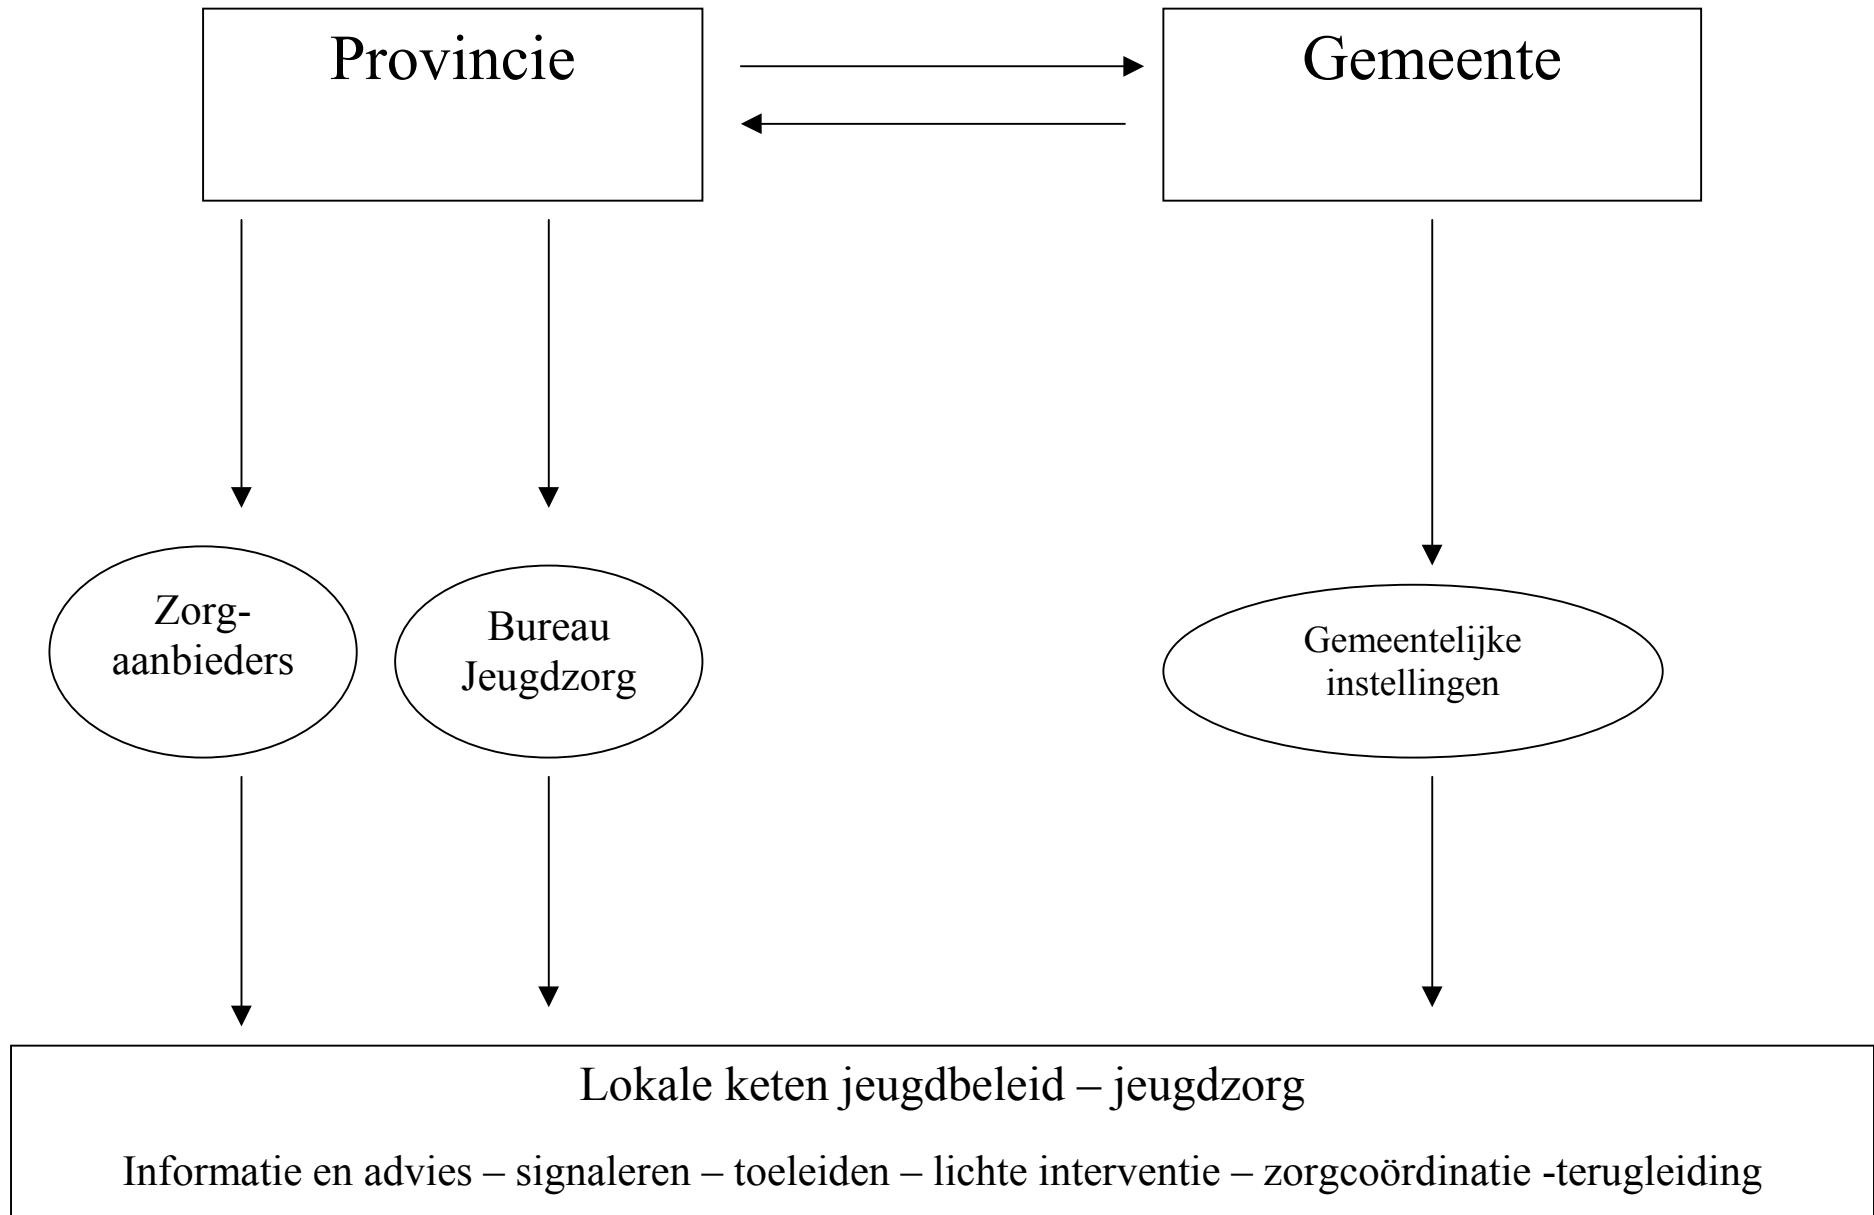 Provincie
Gemeente
Zorg-
aanbieders
Bureau
Jeugdzorg
Gemeentelijke
instellingen
Lokale keten jeugdbeleid – jeugdzorg
Informatie en advies – signaleren – toeleiden – lichte interventie – zorgcoördinatie -terugleiding